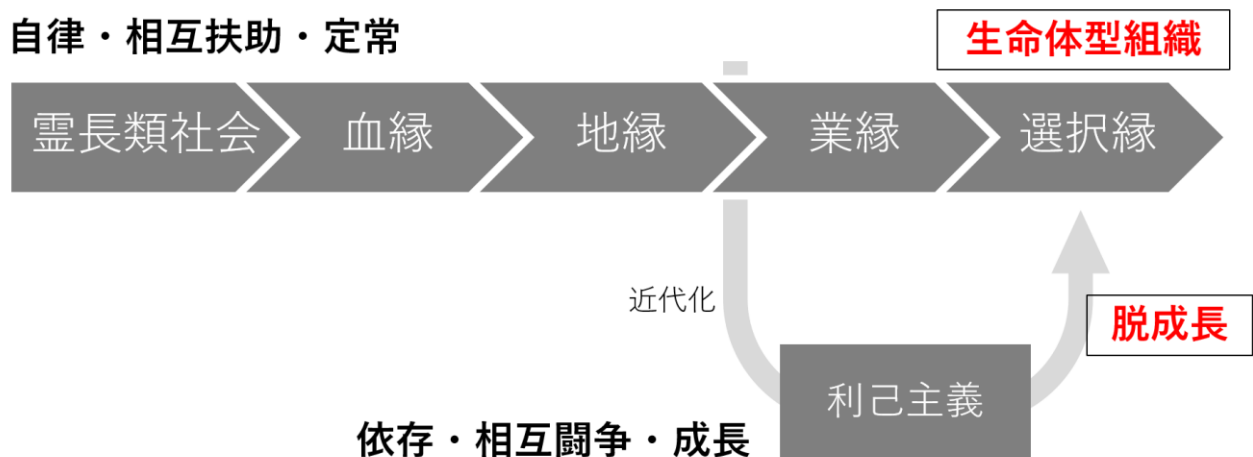 自律・相互扶助・定常
生命体型組織
霊長類社会
血縁
地縁
業縁
選択縁
近代化
脱成長
利己主義
依存・相互闘争・成長